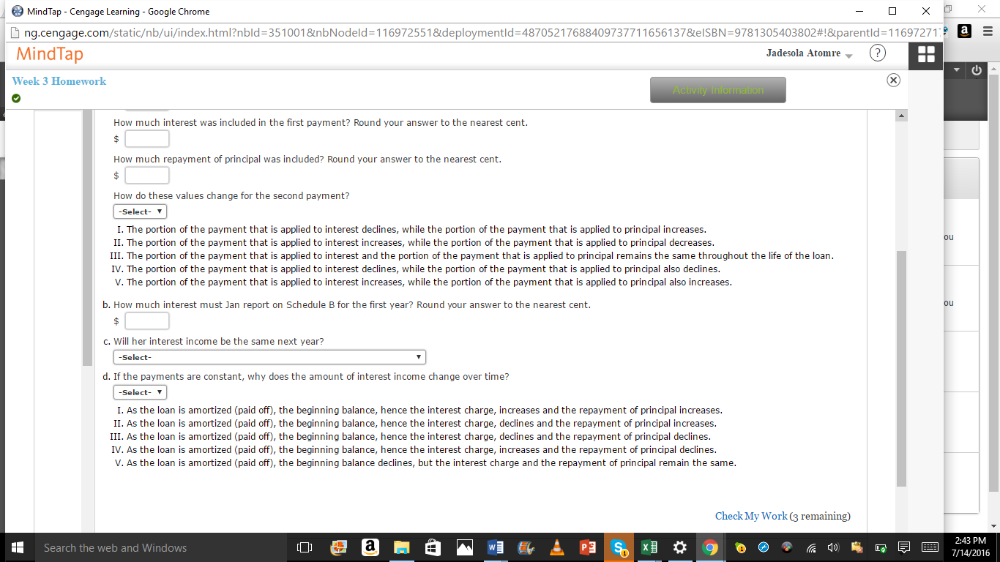 MindTap - Cengage Learning - Google Chrome
ng.cengage.com/static/nb/ui/index.html?nbId=351001&nbNodeId=116972551&deploymentId=48705217688409737711656137&eISBN=9781305403802#!&parentId=11697271
MindTap
Jadesola Atomre
?
Week 3 Homework
Activity Information
How much interest was included in the first payment? Round your answer to the nearest cent.
$
How much repayment of principal was included? Round your answer to the nearest cent.
$
How do these values change for the second payment?
-Select-
I. The portion of the payment that is applied to interest declines, while the portion of the payment that is applied to principal increases.
II. The portion of the payment that is applied to interest increases, while the portion of the payment that is applied to principal decreases.
III. The portion of the payment that is applied to interest and the portion of the payment that is applied to principal remains the same throughout the life of the loan.
IV. The portion of the payment that is applied to interest declines, while the portion of the payment that is applied to principal also declines.
V. The portion of the payment that is applied to interest increases, while the portion of the payment that is applied to principal also increases.
b. How much interest must Jan report on Schedule B for the first year? Round your answer to the nearest cent.
$
c. Will her interest income be the same next year?
-Select-
d. If the payments are constant, why does the amount of interest income change over time?
-Select-
I. As the loan is amortized (paid off), the beginning balance, hence the interest charge, increases and the repayment of principal increases.
II. As the loan is amortized (paid off), the beginning balance, hence the interest charge, declines and the repayment of principal increases.
III. As the loan is amortized (paid off), the beginning balance, hence the interest charge, declines and the repayment of principal declines.
IV. As the loan is amortized (paid off), the beginning balance, hence the interest charge, increases and the repayment of principal declines.
V. As the loan is amortized (paid off), the beginning balance declines, but the interest charge and the repayment of principal remain the same.
Check My Work (3 remaining)
ou
ou
Search the web and Windows
2:43 PM
7/14/2016